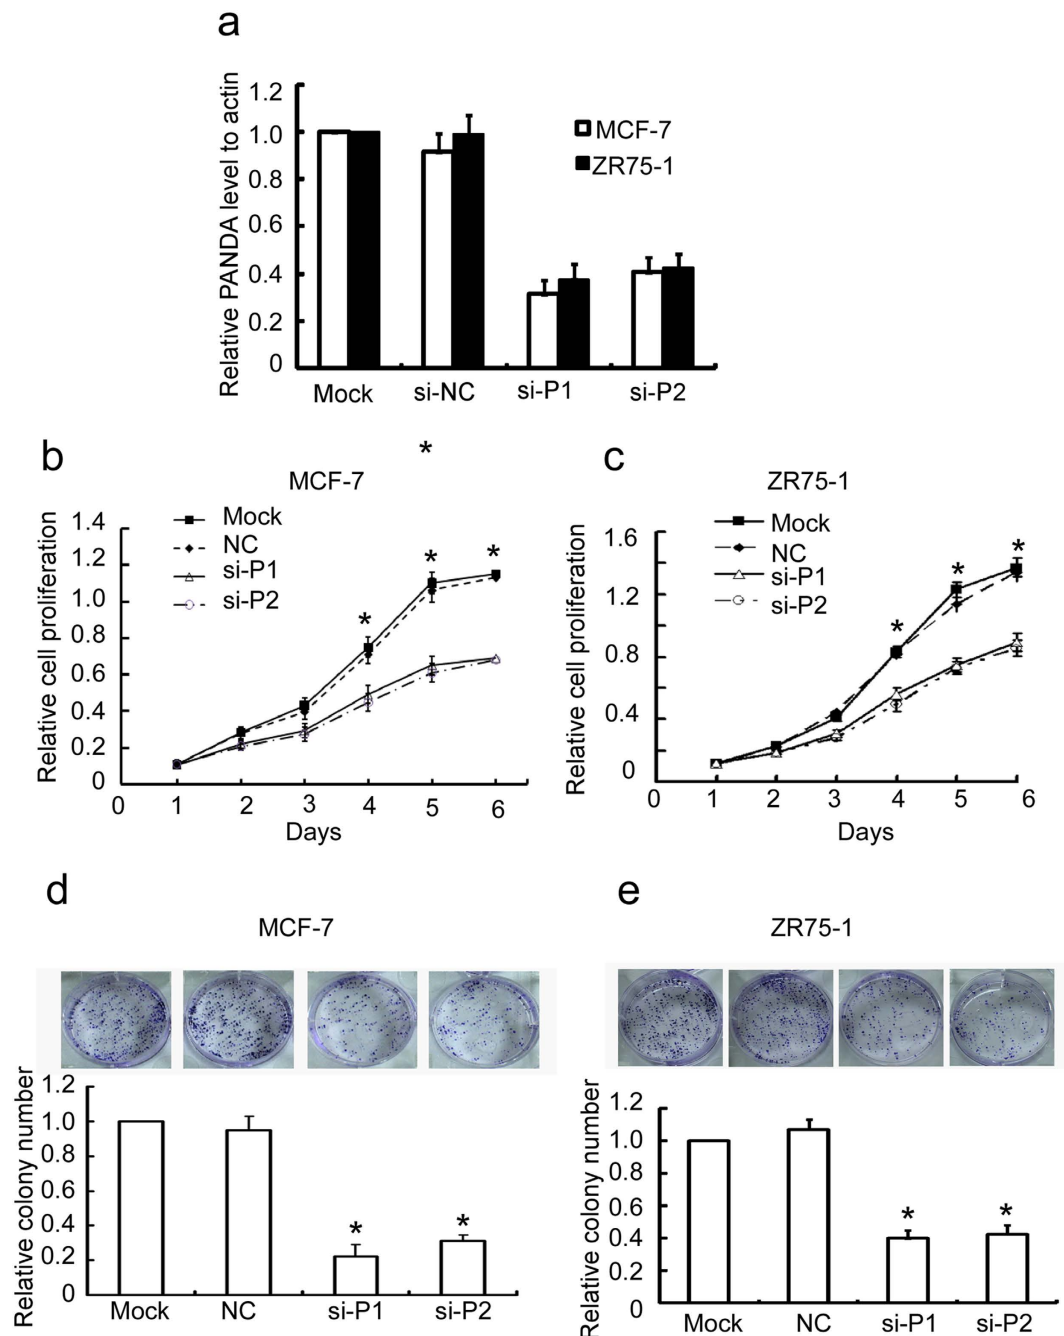 a
Relative PANDA level to actin
1.2
1.0
0.8
0.6
0.4
0.2
0
MCF-7
ZR75-1
Mock si-NC si-P1 si-P2
b
*
MCF-7
Relative cell proliferation
1.4
1.2
1.0
0.8
0.6
0.4
0.2
0
Mock
NC
si-P1
si-P2
* * *
0 1 2 3 4 5 6
Days
c
ZR75-1
Relative cell proliferation
1.6
1.2
0.8
0.4
0
Mock
NC
si-P1
si-P2
* * *
0 1 2 3 4 5 6
Days
d
MCF-7
Relative colony number
1.2
1.0
0.8
0.6
0.4
0.2
0
* *
Mock NC si-P1 si-P2
e
ZR75-1
Relative colony number
1.2
1.0
0.8
0.6
0.4
0.2
0
* *
Mock NC si-P1 si-P2